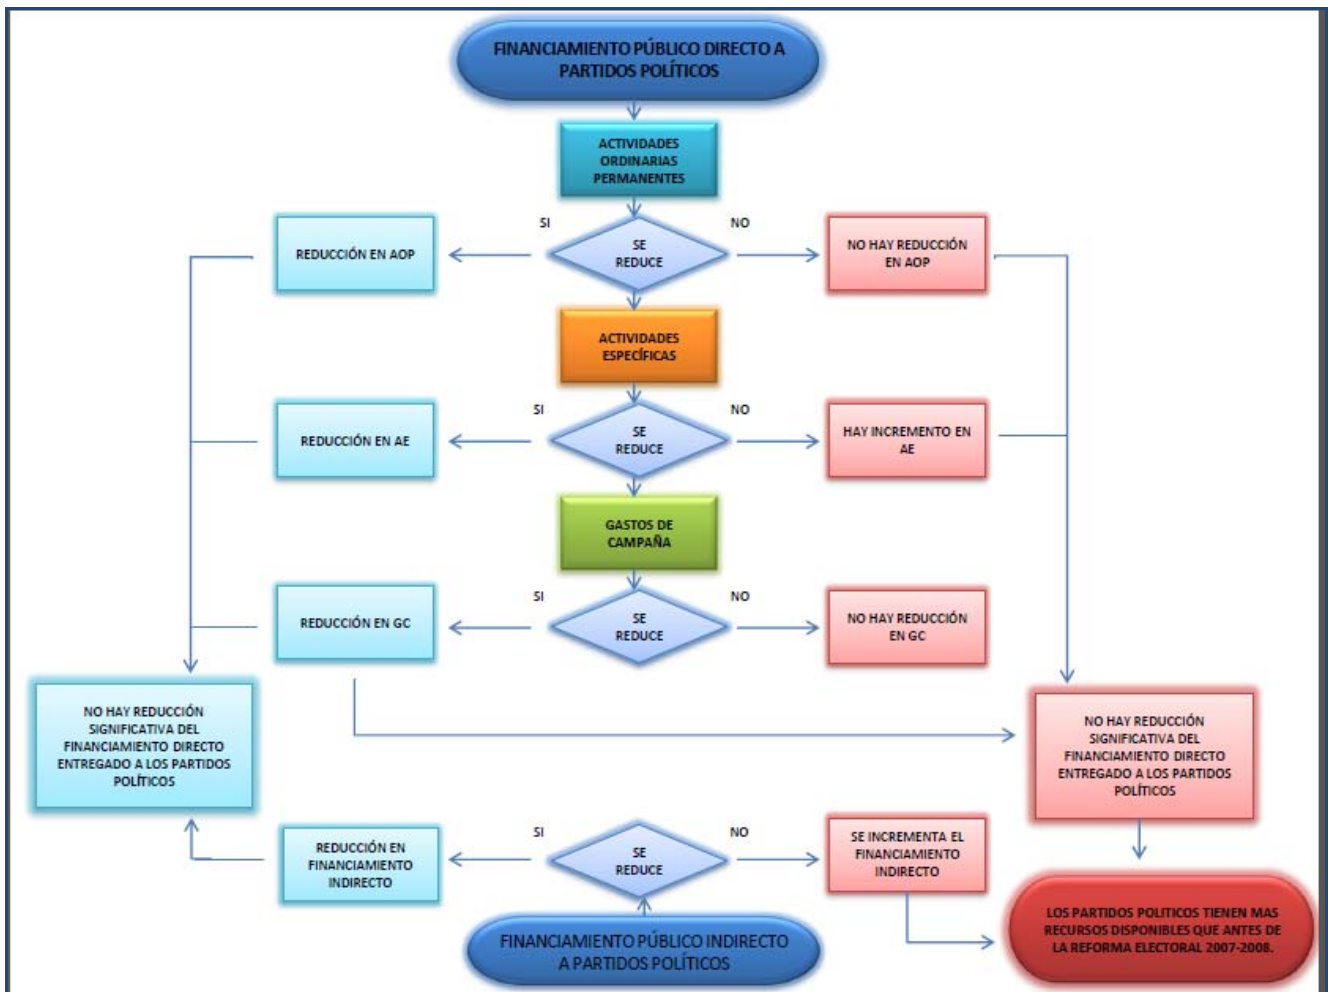 FINANCIAMIENTO PÚBLICO DIRECTO A
PARTIDOS POLÍTICOS
ACTIVIDADES
ORDINARIAS
PERMANENTES
SI
NO
REDUCCIÓN EN AOP
SE
REDUCE
NO HAY REDUCCIÓN
EN AOP
ACTIVIDADES
ESPECÍFICAS
SI
NO
REDUCCIÓN EN AE
SE
REDUCE
HAY INCREMENTO EN
AE
GASTOS DE
CAMPAÑA
SI
NO
REDUCCIÓN EN GC
SE
REDUCE
NO HAY REDUCCIÓN
EN GC
NO HAY REDUCCIÓN
SIGNIFICATIVA DEL
FINANCIAMIENTO DIRECTO
ENTREGADO A LOS PARTIDOS
POLÍTICOS
NO HAY REDUCCIÓN
SIGNIFICATIVA DEL
FINANCIAMIENTO DIRECTO
ENTREGADO A LOS PARTIDOS
POLÍTICOS
SI
NO
REDUCCIÓN EN
FINANCIAMIENTO
INDIRECTO
SE
REDUCE
SE INCREMENTA EL
FINANCIAMIENTO
INDIRECTO
LOS PARTIDOS POLITICOS TIENEN MAS
RECURSOS DISPONIBLES QUE ANTES DE
LA REFORMA ELECTORAL 2007-2008.
FINANCIAMIENTO PÚBLICO INDIRECTO
A PARTIDOS POLÍTICOS